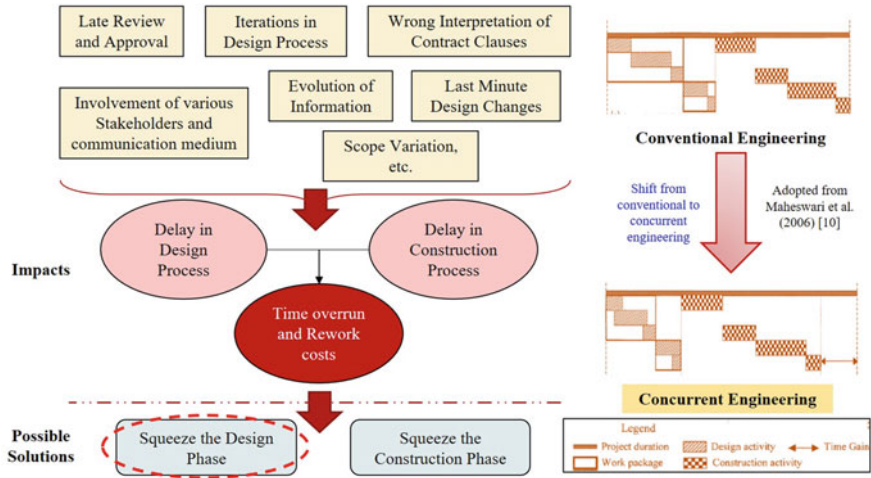 Late Review
and Approval
Iterations in
Design Process
Wrong Interpretation of
Contract Clauses
Involvement of various
Stakeholders and
communication medium
Evolution of
Information
Last Minute
Design Changes
Scope Variation,
etc.
Impacts
Delay in
Design
Process
Delay in
Construction
Process
Time overrun
and Rework
costs
Possible
Solutions
Squeeze the Design
Phase
Squeeze the
Construction Phase
Conventional Engineering
Shift from
conventional to
concurrent
engineering
Adopted from
Maheswari et al.
(2006) [10]
Concurrent Engineering
Legend
Project duration
Design activity
Time Gain
Work package
Construction activity